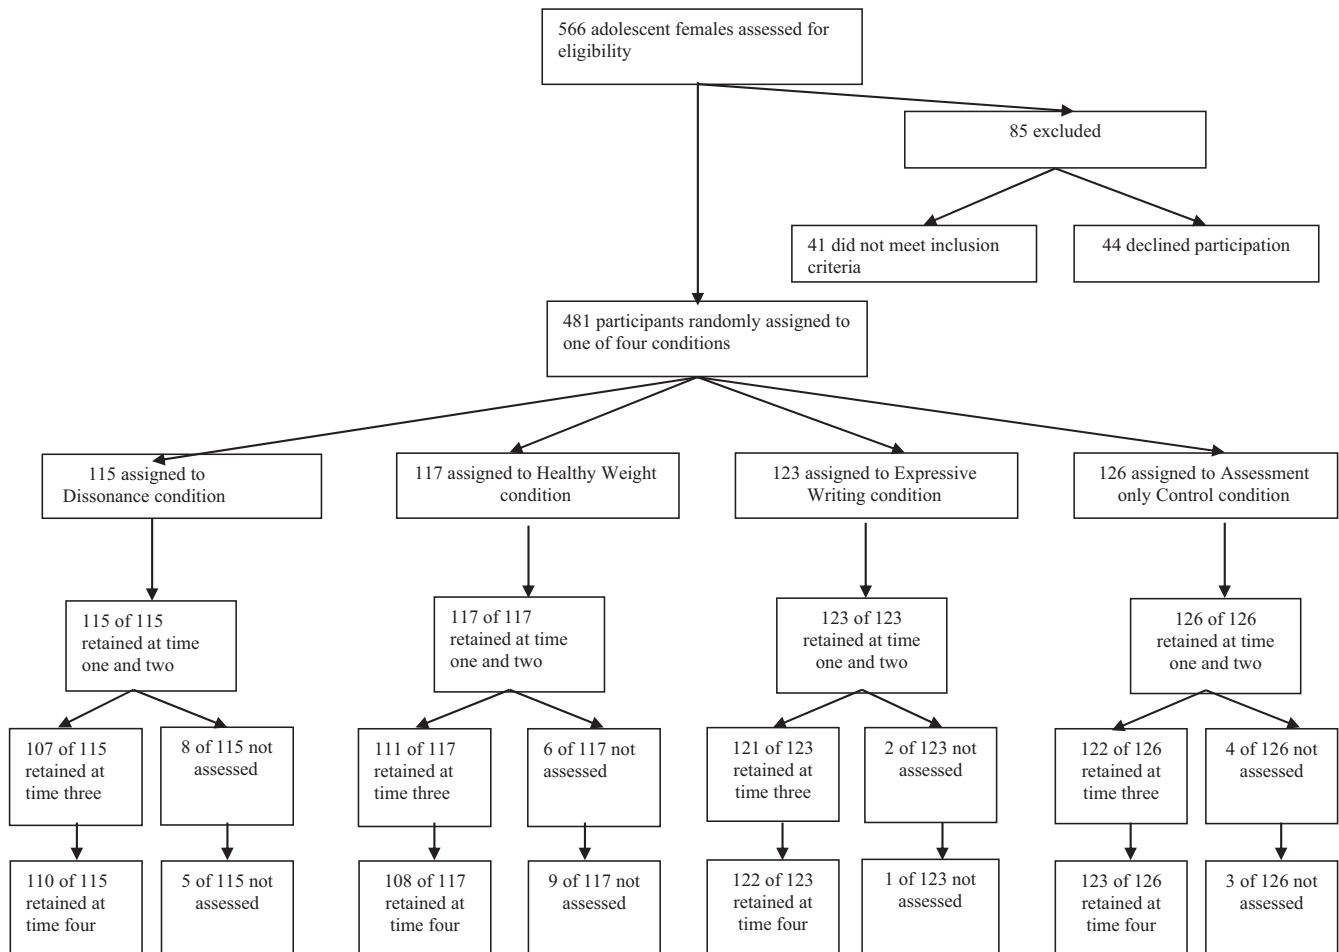 566 adolescent females assessed for
eligibility
85 excluded
41 did not meet inclusion
criteria
44 declined participation
481 participants randomly assigned to
one of four conditions
115 assigned to
Dissonance condition
117 assigned to Healthy Weight
condition
123 assigned to Expressive
Writing condition
126 assigned to Assessment
only Control condition
115 of 115
retained at time
one and two
117 of 117
retained at time
one and two
123 of 123
retained at time
one and two
126 of 126
retained at time
one and two
107 of 115
retained at
time three
8 of 115 not
assessed
111 of 117
retained at
time three
6 of 117 not
assessed
121 of 123
retained at
time three
2 of 123 not
assessed
122 of 126
retained at
time three
4 of 126 not
assessed
110 of 115
retained at
time four
5 of 115 not
assessed
108 of 117
retained at
time four
9 of 117 not
assessed
122 of 123
retained at
time four
1 of 123 not
assessed
123 of 126
retained at
time four
3 of 126 not
assessed